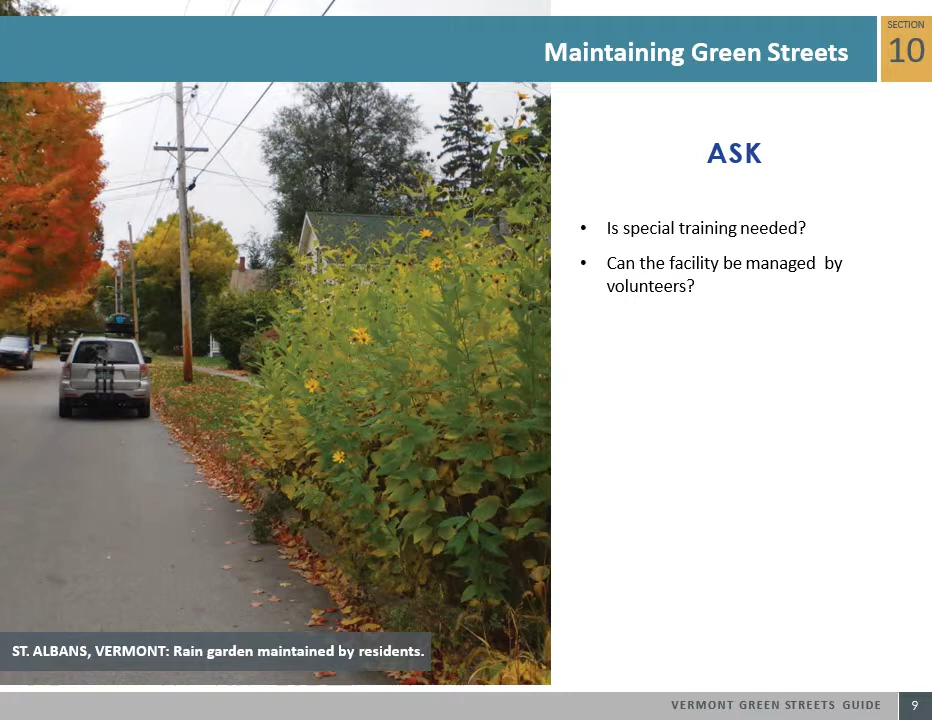 Maintaining Green Streets
SECTION
10
ASK
• Is special training needed?
• Can the facility be managed by
volunteers?
ST. ALBANS, VERMONT: Rain garden maintained by residents.
VERMONT GREEN STREETS GUIDE
9